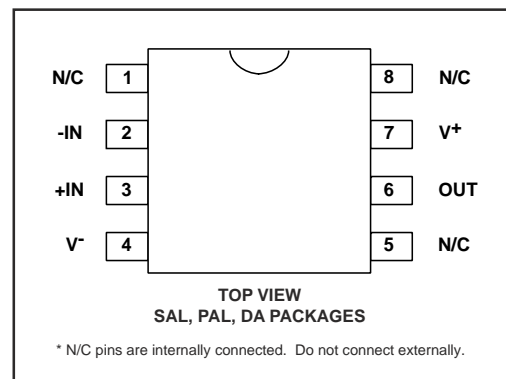 N/C 1 8 N/C
-IN 2 7 V+
+IN 3 6 OUT
V- 4 5 N/C
TOP VIEW
SAL, PAL, DA PACKAGES
* N/C pins are internally connected. Do not connect externally.